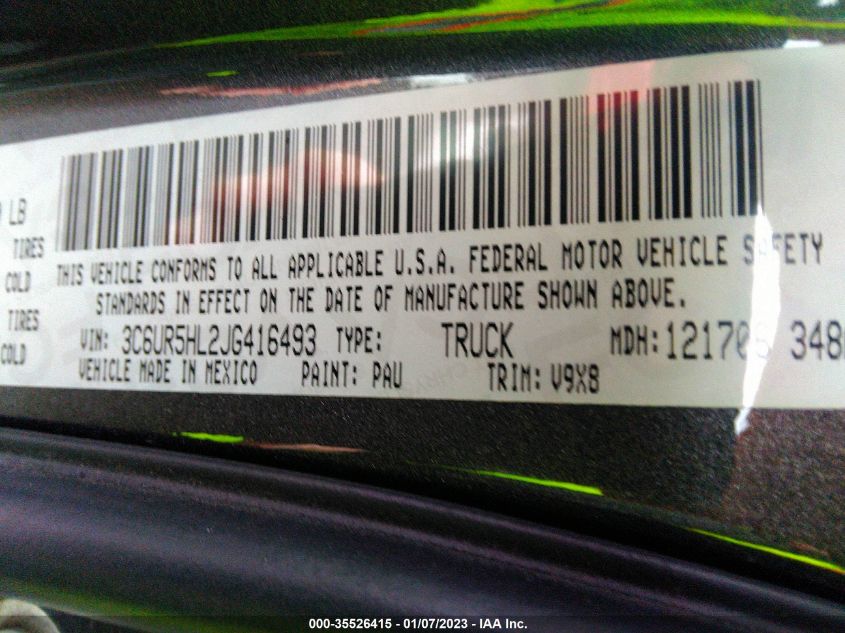 LB
TIRES
COLD
TIRES
COLD
THIS VEHICLE CONFORMS TO ALL APPLICABLE U.S.A. FEDERAL MOTOR VEHICLE SAFETY
STANDARDS IN EFFECT ON THE DATE OF MANUFACTURE SHOWN ABOVE.
VIN: 3C6UR5HL2JG416493 TYPE: TRUCK MDH: 121706 348
VEHICLE MADE IN MEXICO PAINT: PAU TRIM: V9X8
000-35526415 - 01/07/2023 - IAA Inc.